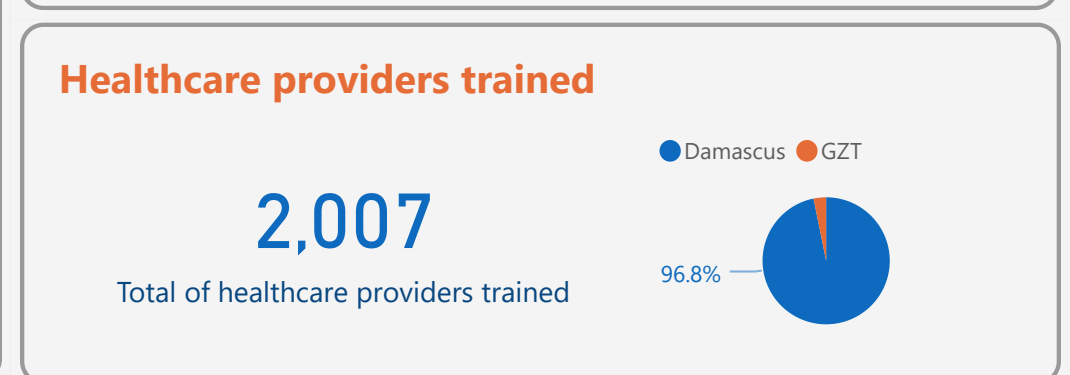 Healthcare providers trained
Damascus GZT
2,007
96.8%
Total of healthcare providers trained